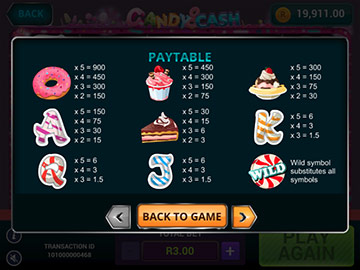 BACK
CANDY CASH
19,911.00
PAYTABLE
x 5 = 900
x 4 = 450
x 3 = 300
x 2 = 150
x 5 = 450
x 4 = 300
x 3 = 150
x 2 = 75
x 5 = 300
x 4 = 150
x 3 = 75
x 2 = 30
A
x 5 = 150
x 4 = 75
x 3 = 30
x 2 = 15
x 5 = 30
x 4 = 15
x 3 = 6
x 2 = 3
K
x 5 = 6
x 4 = 3
x 3 = 1.5
Q
x 5 = 6
x 4 = 3
x 3 = 1.5
J
x 5 = 6
x 4 = 3
x 3 = 1.5
WILD
Wild symbol
substitutes all
symbols
< BACK TO GAME >
TOTAL BET
TRANSACTION ID
101000000468
- R3.00 +
PLAY
AGAIN